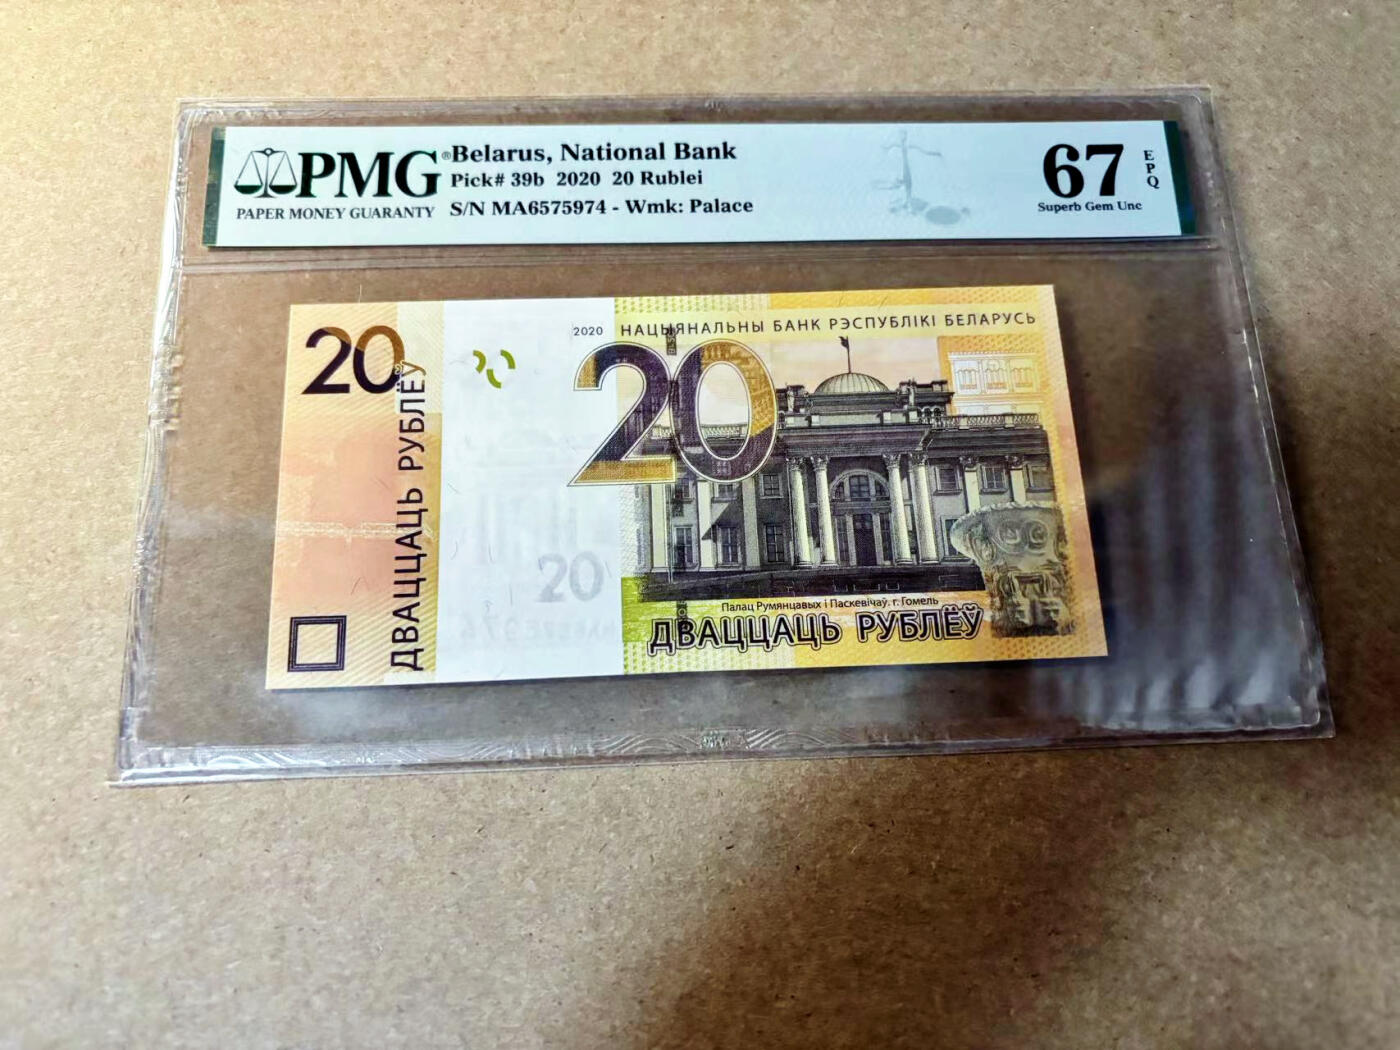 PMG®
PAPER MONEY GUARANTY
Belarus, National Bank
Pick# 39b 2020 20 Rublei
S/N MA6575974 - Wmk: Palace
67
EPQ
Superb Gem Unc
20
ДВАЦЦАЦЬ РУБЛЁЎ
2020
НАЦЫЯНАЛЬНЫ БАНК РЭСПУБЛІКІ БЕЛАРУСЬ
20
20
Палац Румянцавых і Паскевічаў. г. Гомель
ДВАЦЦАЦЬ РУБЛЁЎ